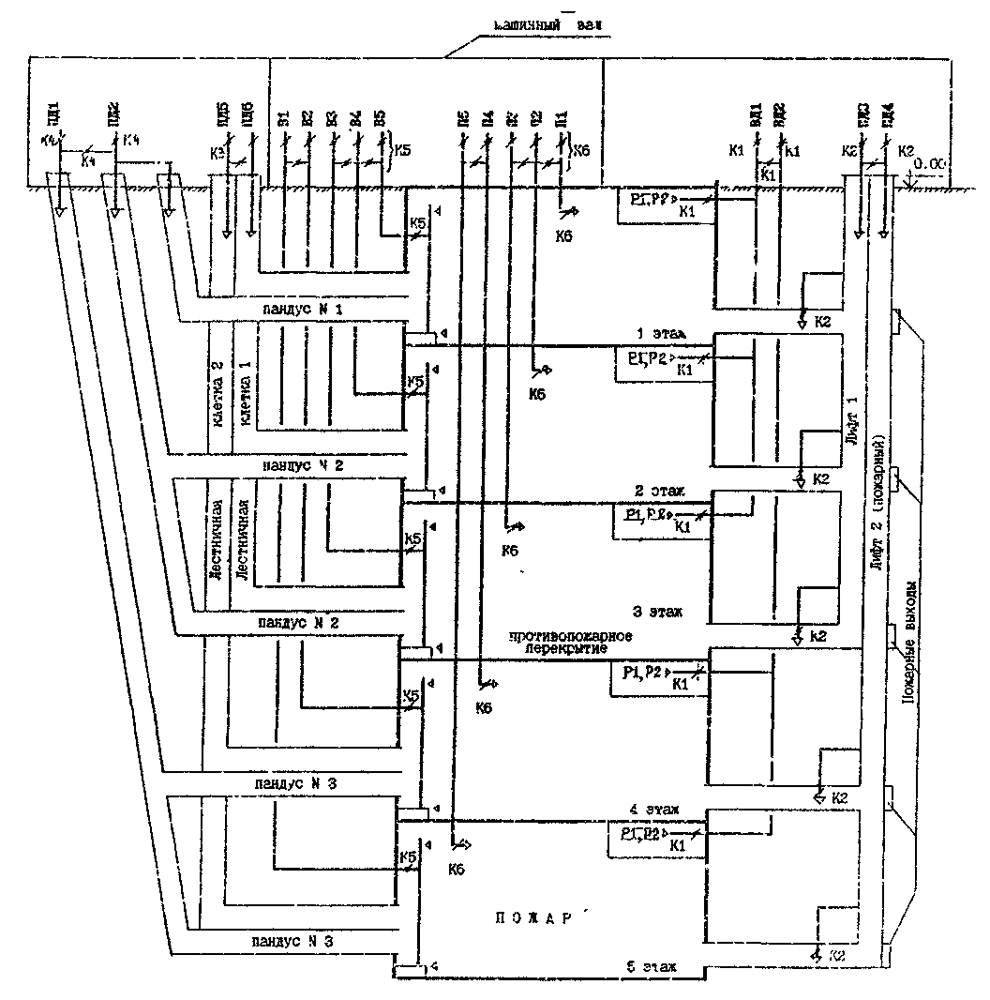 машинный зал
ПД1
ПД2
ПД5
ПД6
В1
В2
В3
В4
В5
П5
П4
П3
П2
П1
ВД1
ВД2
ПД3
ПД4
К4
К4
К4
К3
К5
К6
К1
К1
К1
К2
К2
0.00
Р1,Р2
К1
К5
К6
К2
пандус N 1
1 этаж
Р1,Р2
К1
К5
К6
К2
клетка 2
клетка 1
Лифт 1
Лифт 2 (пожарный)
пандус N 2
2 этаж
Р1,Р2
К1
К5
К6
К2
Лестничная
Лестничная
3 этаж
пандус N 2
противопожарное
перекрытие
Пожарные выходы
Р1,Р2
К1
К5
К6
К2
пандус N 3
4 этаж
Р1,Р2
К1
К5
К6
ПОЖАР
К2
пандус N 3
5 этаж